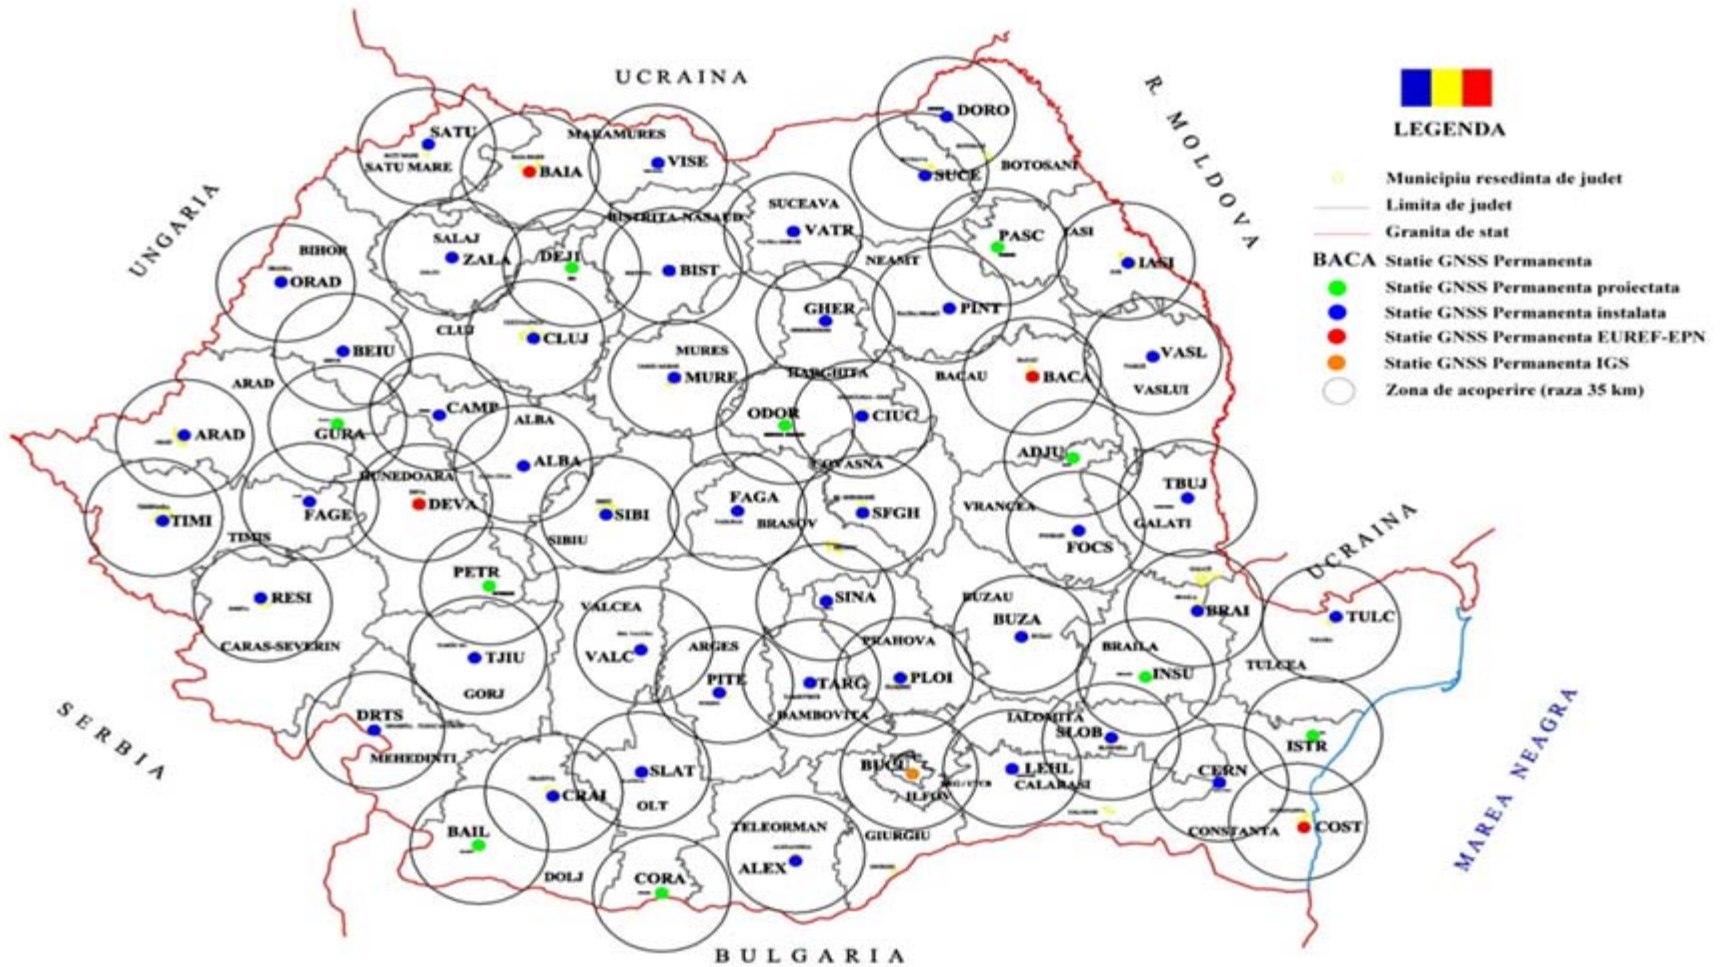 UCRAINA
R. MOLDOVA
UNGARIA
SERBIA
BULGARIA
UCRAINA
MAREA NEAGRA
LEGENDA
Municipiu resedinta de judet
Limita de judet
Granita de stat
BACA Statie GNSS Permanenta
Statie GNSS Permanenta proiectata
Statie GNSS Permanenta instalata
Statie GNSS Permanenta EUREF-EPN
Statie GNSS Permanenta IGS
Zona de acoperire (raza 35 km)
DORO
SATU
MARAMURES
VISE
SATU MARE
BAIA
SUCE
BOTOSANI
SUCEAVA
BISTRITA-NASAUD
VATR
PASC
IASI
SALAJ
BIHOR
ZALA
DEJ1
BIST
NEAMT
IASI
ORAD
GHER
PINT
CLUJ
CLUJ
BEIU
MURES
VASL
MURE
HARGHITA
BACAU
BACA
VASLUI
ARAD
CAMP
ODOR
CIUC
ALBA
GURA
ARAD
ADJU
ALBA
COVASNA
HUNEDOARA
TBUJ
DEVA
FAGE
SIBI
FAGA
SFGH
VRANCEA
TIMI
BRASOV
GALATI
TIMIS
SIBIU
FOCS
PETR
RESI
VALCEA
SINA
BUZAU
BRAI
TULC
BUZA
CARAS-SEVERIN
TJIU
VALC
ARGES
PRAHOVA
BRAILA
TULCEA
GORJ
PITE
TARG
PLOI
INSU
DRTS
DAMBOVITA
IALOMITA
SLOB
ISTR
MEHEDINTI
SLAT
BUCU
LEHL
CERN
CRAI
OLT
ILFOV
CALARASI
BAIL
TELEORMAN
GIURGIU
CONSTANTA
COST
DOLJ
CORA
ALEX